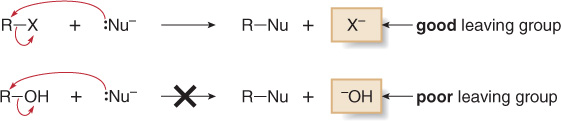 R–X + :Nu⁻ → R–Nu + X⁻ ← good leaving group
R–OH + :Nu⁻ → R–Nu + ⁻OH ← poor leaving group